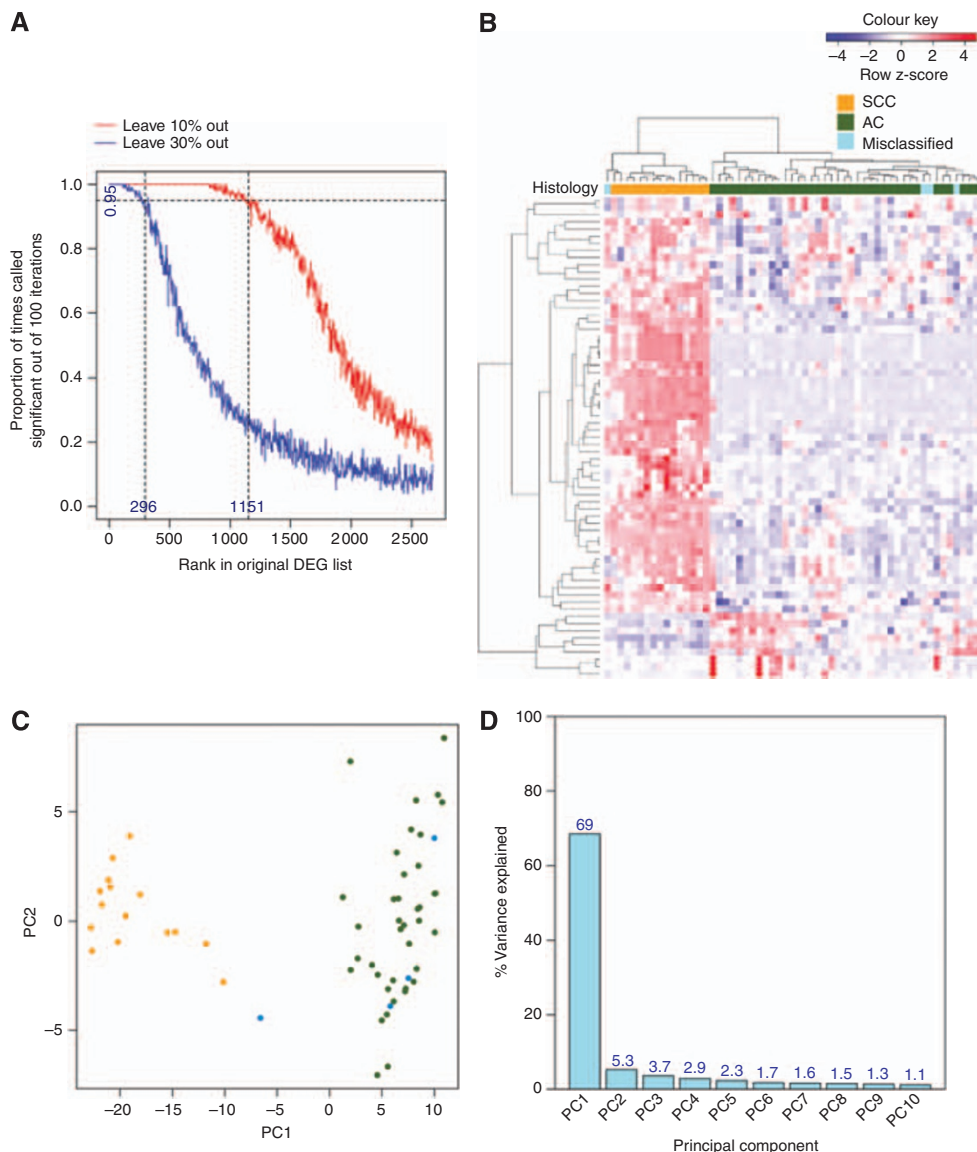 A
Leave 10% out
Leave 30% out
Proportion of times called
significant out of 100 iterations
1.0
0.8
0.6
0.4
0.2
0.0
0.95
296
1151
0
500
1000
1500
2000
2500
Rank in original DEG list
B
Colour key
−4
−2
0
2
4
Row z-score
SCC
AC
Misclassified
Histology
C
PC2
5
0
−5
−20
−15
−10
−5
0
5
10
PC1
D
% Variance explained
100
80
60
40
20
0
69
5.3
3.7
2.9
2.3
1.7
1.6
1.5
1.3
1.1
PC1
PC2
PC3
PC4
PC5
PC6
PC7
PC8
PC9
PC10
Principal component